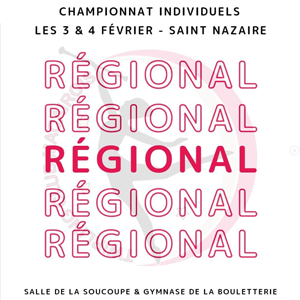 CHAMPIONNAT INDIVIDUELS
LES 3 & 4 FÉVRIER - SAINT NAZAIRE
RÉGIONAL
RÉGIONAL
RÉGIONAL
RÉGIONAL
RÉGIONAL
SALLE DE LA SOUCOUPE & GYMNASE DE LA BOULETTERIE